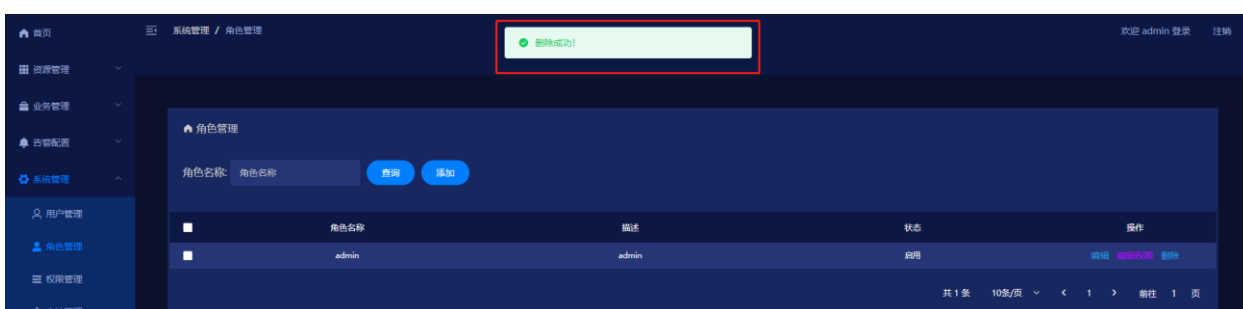 首页
系统管理 / 角色管理
删除成功!
欢迎 admin 登录 注销
资源管理
业务管理
告警配置
系统管理
用户管理
角色管理
权限管理
角色管理
角色名称: 角色名称 查询 添加
角色名称 描述 状态 操作
admin admin 启用 编辑 编辑权限 删除
共 1 条 10条/页 < 1 > 前往 1 页